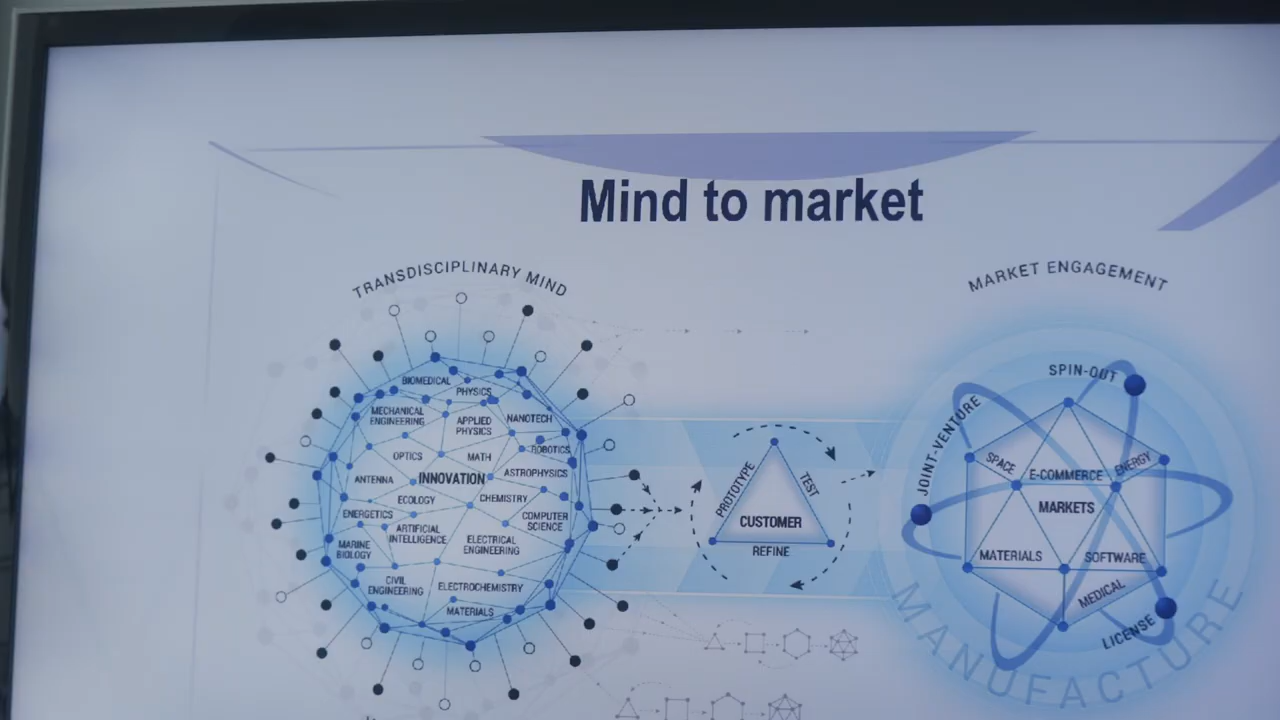 Mind to market
TRANSDISCIPLINARY MIND
BIOMEDICAL
PHYSICS
MECHANICAL
ENGINEERING
APPLIED
PHYSICS
NANOTECH
OPTICS
MATH
ROBOTICS
ANTENNA
INNOVATION
ASTROPHYSICS
ECOLOGY
CHEMISTRY
ENERGETICS
ARTIFICIAL
INTELLIGENCE
COMPUTER
SCIENCE
MARINE
BIOLOGY
ELECTRICAL
ENGINEERING
CIVIL
ENGINEERING
ELECTROCHEMISTRY
MATERIALS
PROTOTYPE
TEST
CUSTOMER
REFINE
MARKET ENGAGEMENT
SPIN-OUT
JOINT-VENTURE
SPACE
E-COMMERCE
ENERGY
MARKETS
MATERIALS
SOFTWARE
MEDICAL
LICENSE
MANUFACTURE